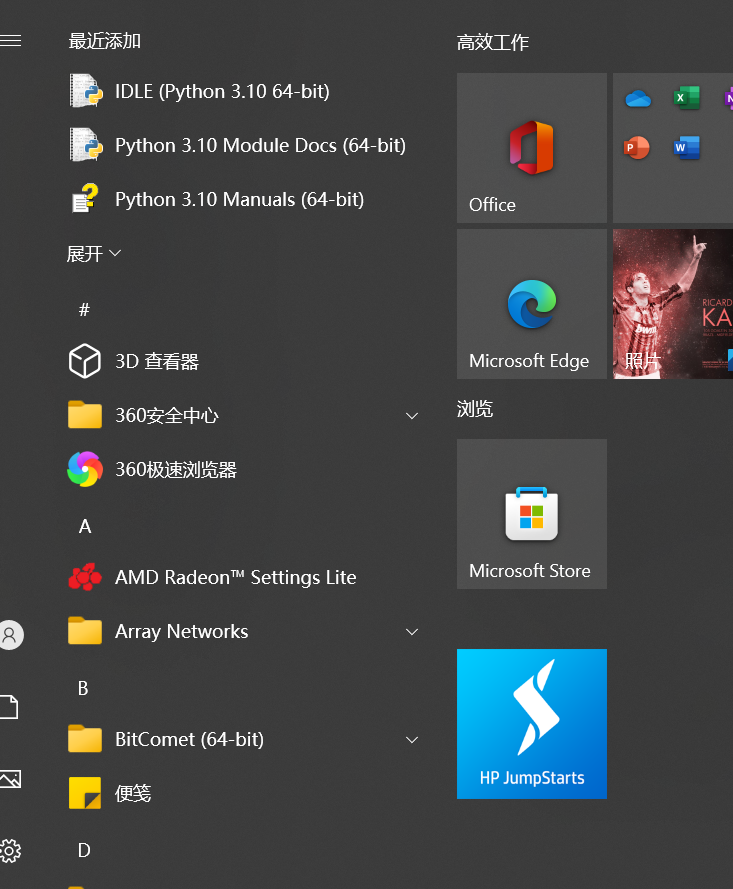 最近添加
IDLE (Python 3.10 64-bit)
Python 3.10 Module Docs (64-bit)
Python 3.10 Manuals (64-bit)
展开
#
3D 查看器
360安全中心
360极速浏览器
A
AMD Radeon™ Settings Lite
Array Networks
B
BitComet (64-bit)
便笺
D
高效工作
Office
X
N
P
W
Microsoft Edge
RICARD
KA
照片
浏览
Microsoft Store
HP JumpStarts